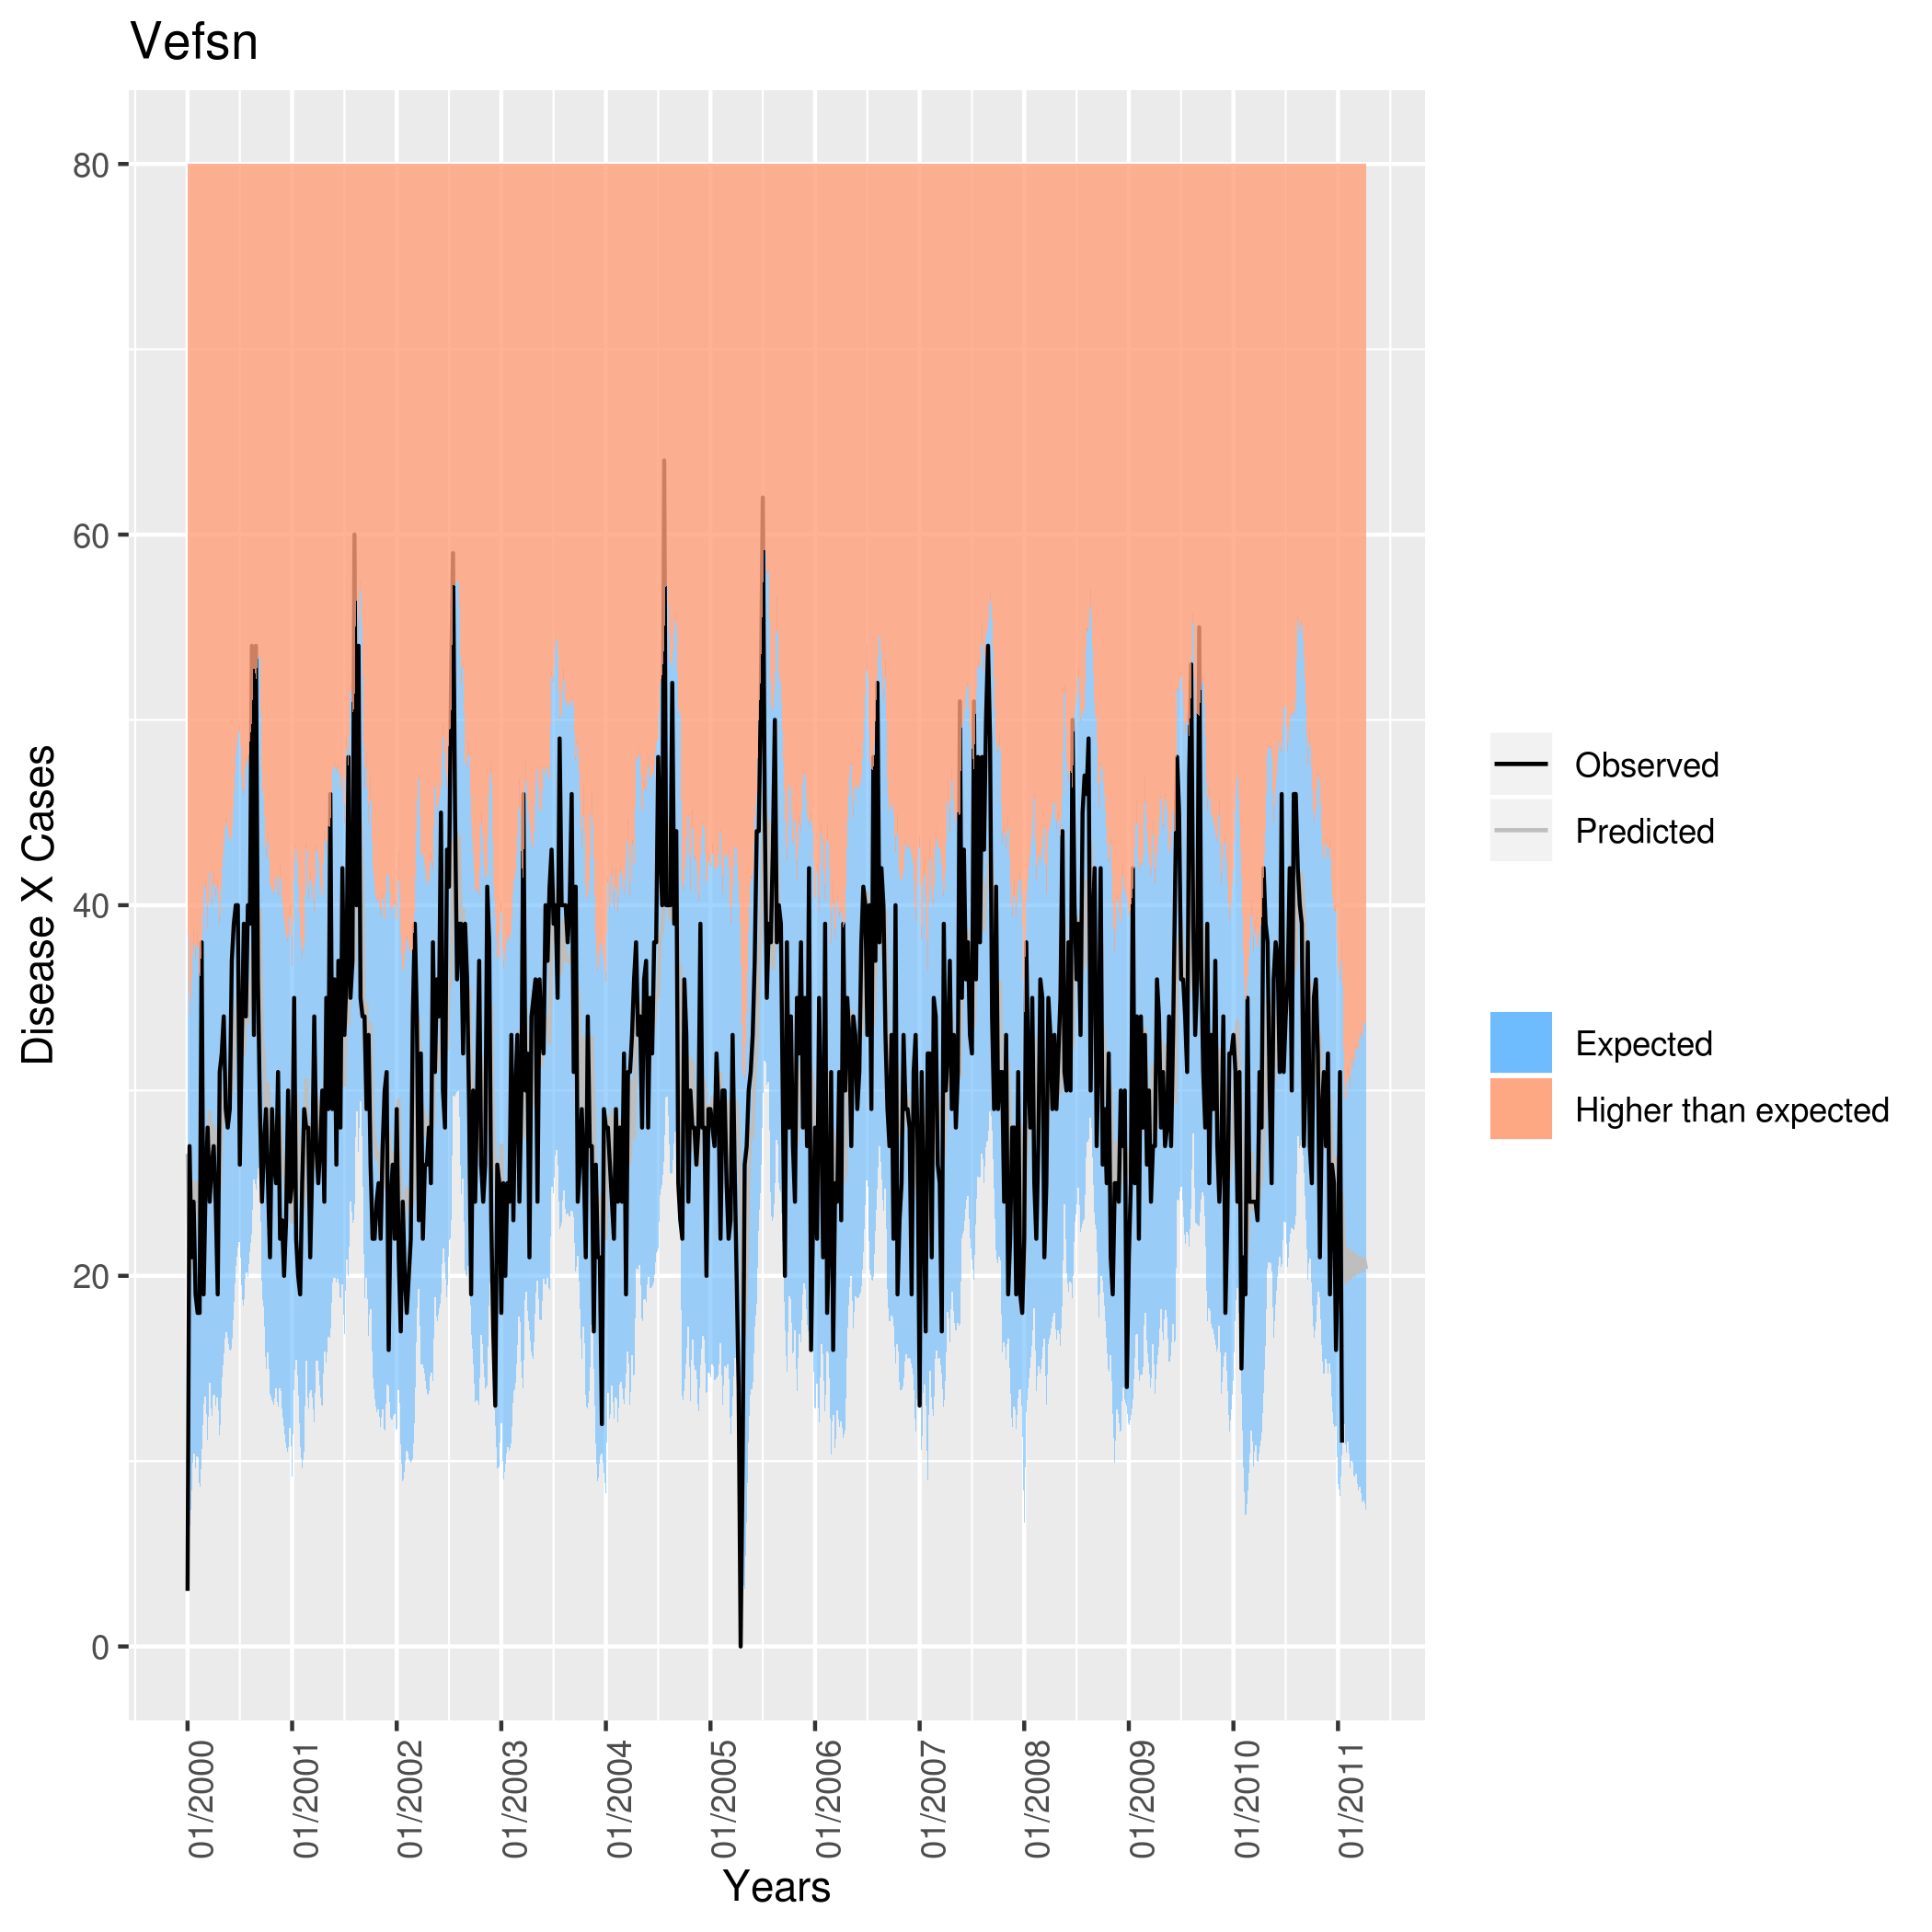 Vefsn
Disease X Cases
80
60
40
20
0
01/2000
01/2001
01/2002
01/2003
01/2004
01/2005
01/2006
01/2007
01/2008
01/2009
01/2010
01/2011
Years
Observed
Predicted
Expected
Higher than expected